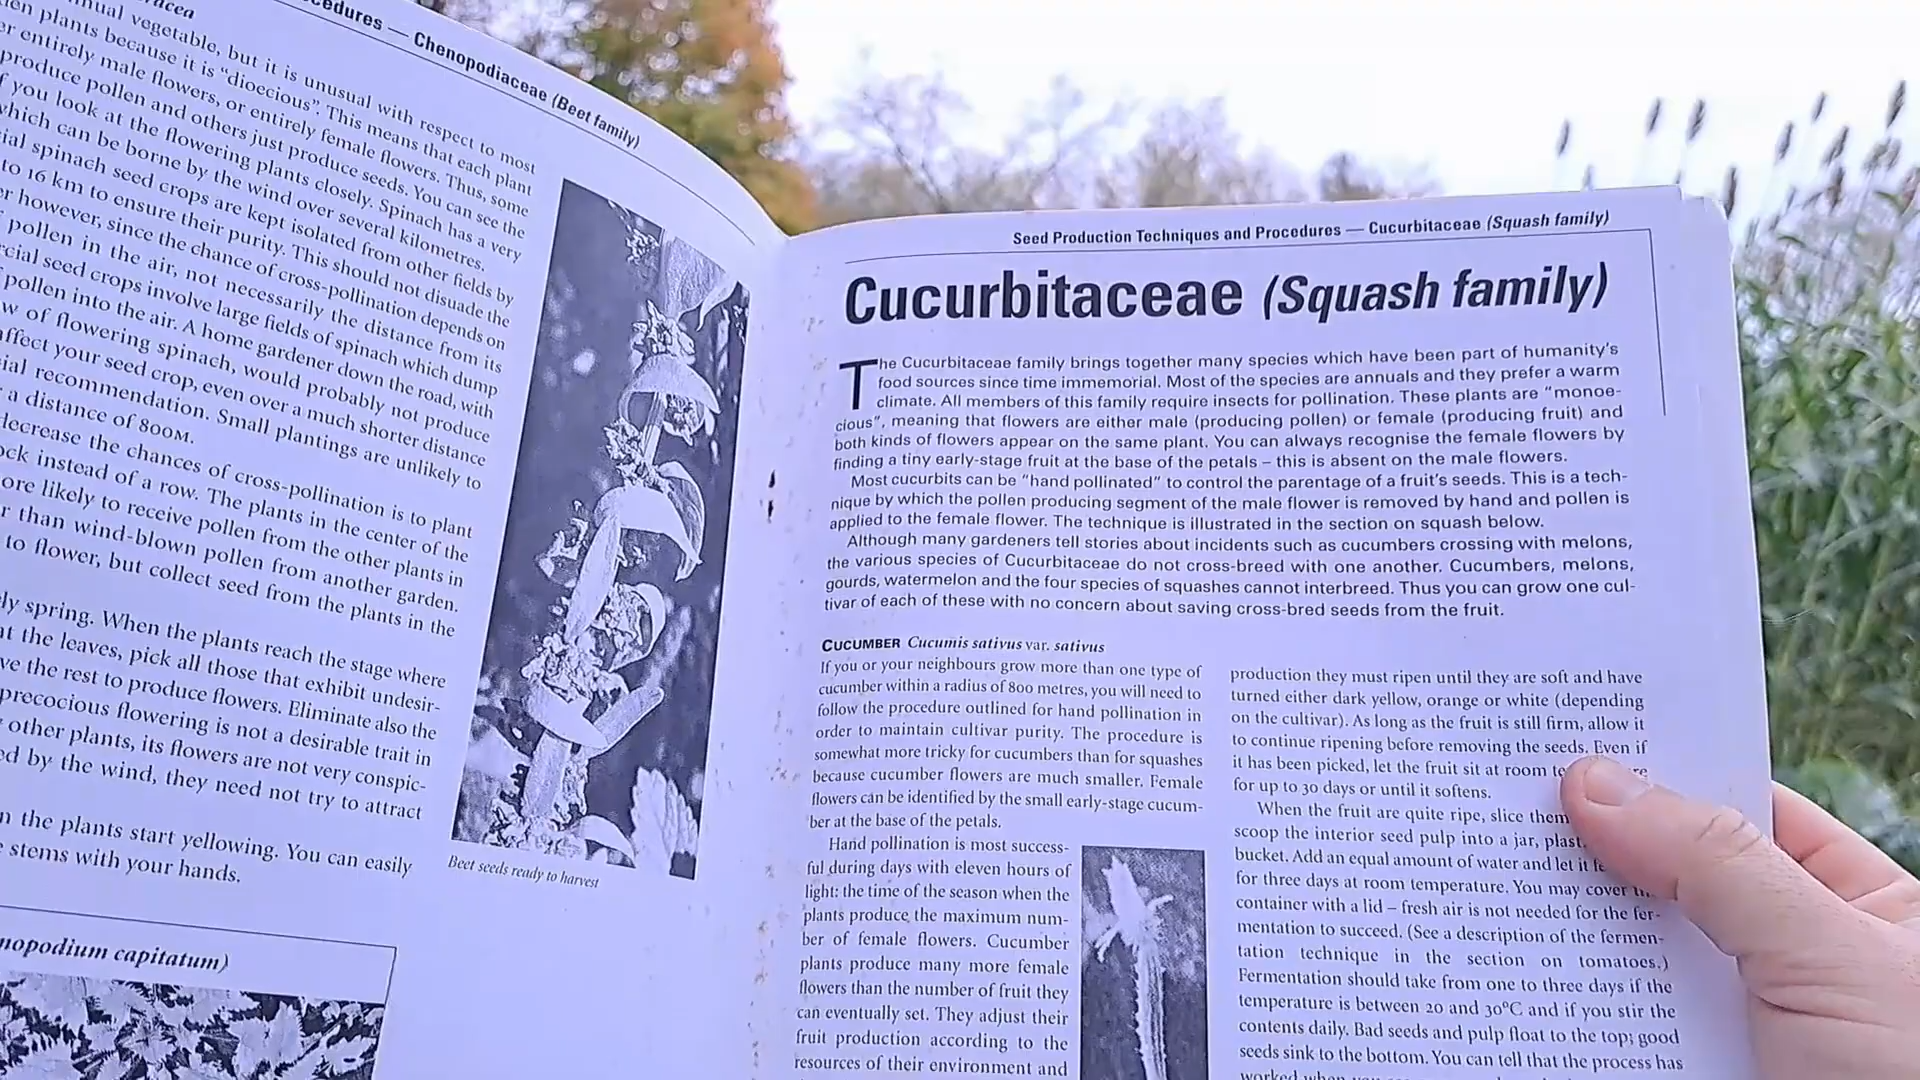 acea
cedures — Chenopodiaceae (Beet family)
nnual vegetable, but it is unusual with respect to most
plants because it is "dioecious". This means that each plant
er entirely male flowers, or entirely female flowers. Thus, some
produce pollen and others just produce seeds. You can see the
you look at the flowering plants closely. Spinach has a very
which can be borne by the wind over several kilometres.
ial spinach seed crops are kept isolated from other fields by
to 16 km to ensure their purity. This should not disuade the
er however, since the chance of cross-pollination depends on
pollen in the air, not necessarily the distance from its
rcial seed crops involve large fields of spinach which dump
pollen into the air. A home gardener down the road, with
w of flowering spinach, would probably not produce
affect your seed crop, even over a much shorter distance
ial recommendation. Small plantings are unlikely to
r a distance of 800M.
decrease the chances of cross-pollination is to plant
ock instead of a row. The plants in the center of the
ore likely to receive pollen from the other plants in
r than wind-blown pollen from another garden.
to flower, but collect seed from the plants in the
ly spring. When the plants reach the stage where
at the leaves, pick all those that exhibit undesir-
ve the rest to produce flowers. Eliminate also the
precocious flowering is not a desirable trait in
other plants, its flowers are not very conspic-
ed by the wind, they need not try to attract
n the plants start yellowing. You can easily
e stems with your hands.
Beet seeds ready to harvest
nopodium capitatum)
Seed Production Techniques and Procedures — Cucurbitaceae (Squash family)
Cucurbitaceae (Squash family)
The Cucurbitaceae family brings together many species which have been part of humanity's
food sources since time immemorial. Most of the species are annuals and they prefer a warm
climate. All members of this family require insects for pollination. These plants are "monoe-
cious", meaning that flowers are either male (producing pollen) or female (producing fruit) and
both kinds of flowers appear on the same plant. You can always recognise the female flowers by
finding a tiny early-stage fruit at the base of the petals – this is absent on the male flowers.
Most cucurbits can be "hand pollinated" to control the parentage of a fruit's seeds. This is a tech-
nique by which the pollen producing segment of the male flower is removed by hand and pollen is
applied to the female flower. The technique is illustrated in the section on squash below.
Although many gardeners tell stories about incidents such as cucumbers crossing with melons,
the various species of Cucurbitaceae do not cross-breed with one another. Cucumbers, melons,
gourds, watermelon and the four species of squashes cannot interbreed. Thus you can grow one cul-
tivar of each of these with no concern about saving cross-bred seeds from the fruit.
CUCUMBER Cucumis sativus var. sativus
If you or your neighbours grow more than one type of
cucumber within a radius of 800 metres, you will need to
follow the procedure outlined for hand pollination in
order to maintain cultivar purity. The procedure is
somewhat more tricky for cucumbers than for squashes
because cucumber flowers are much smaller. Female
flowers can be identified by the small early-stage cucum-
ber at the base of the petals.
Hand pollination is most success-
ful during days with eleven hours of
light: the time of the season when the
plants produce the maximum num-
ber of female flowers. Cucumber
plants produce many more female
flowers than the number of fruit they
can eventually set. They adjust their
fruit production according to the
resources of their environment and
production they must ripen until they are soft and have
turned either dark yellow, orange or white (depending
on the cultivar). As long as the fruit is still firm, allow it
to continue ripening before removing the seeds. Even if
it has been picked, let the fruit sit at room te re
for up to 30 days or until it softens.
When the fruit are quite ripe, slice them
scoop the interior seed pulp into a jar, plast
bucket. Add an equal amount of water and let it fe
for three days at room temperature. You may cover
container with a lid – fresh air is not needed for the fer-
mentation to succeed. (See a description of the fermen-
tation technique in the section on tomatoes.)
Fermentation should take from one to three days if the
temperature is between 20 and 30°C and if you stir the
contents daily. Bad seeds and pulp float to the top; good
seeds sink to the bottom. You can tell that the process has
worked when